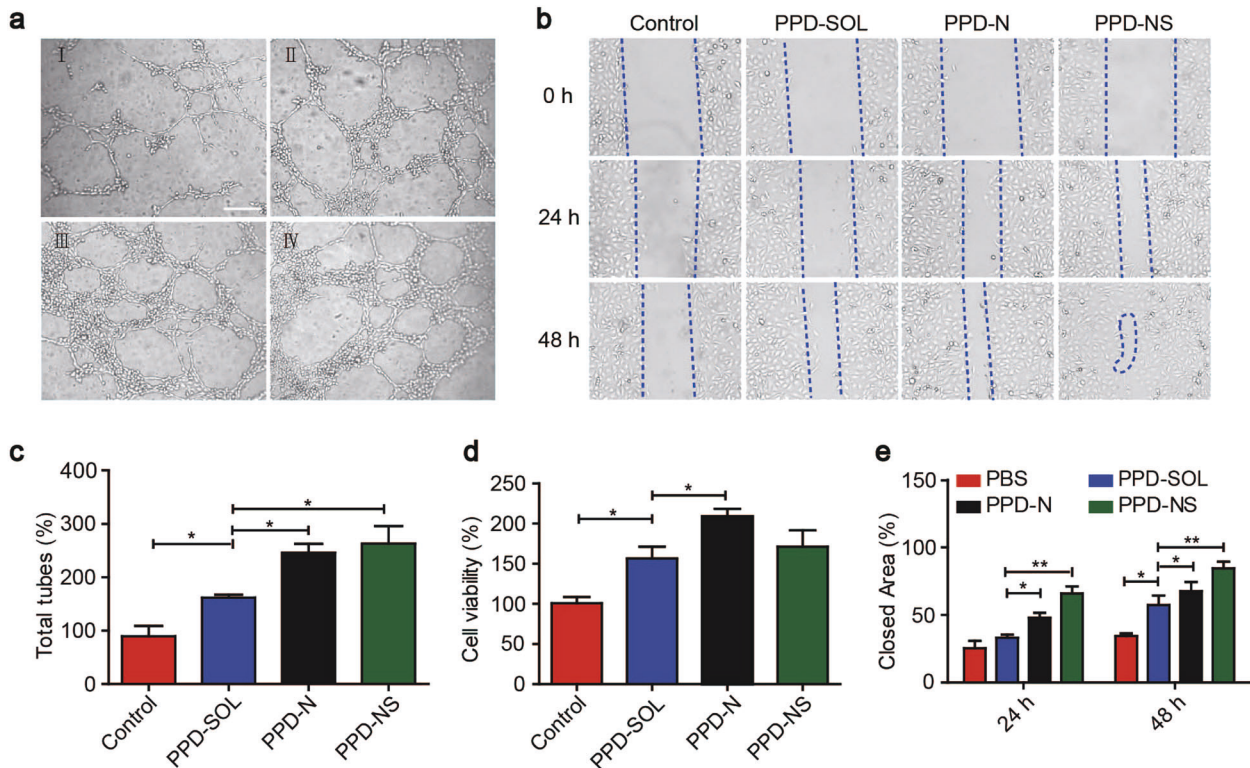 a
I
II
III
IV
b
Control PPD-SOL PPD-N PPD-NS
0 h
24 h
48 h
c
Total tubes (%)
400
300
200
100
0
*
*
*
Control
PPD-SOL
PPD-N
PPD-NS
d
Cell viability (%)
250
200
150
100
50
0
*
*
Control
PPD-SOL
PPD-N
PPD-NS
e
PBS PPD-SOL
PPD-N PPD-NS
Closed Area (%)
150
100
50
0
**
*
**
*
*
24 h
48 h